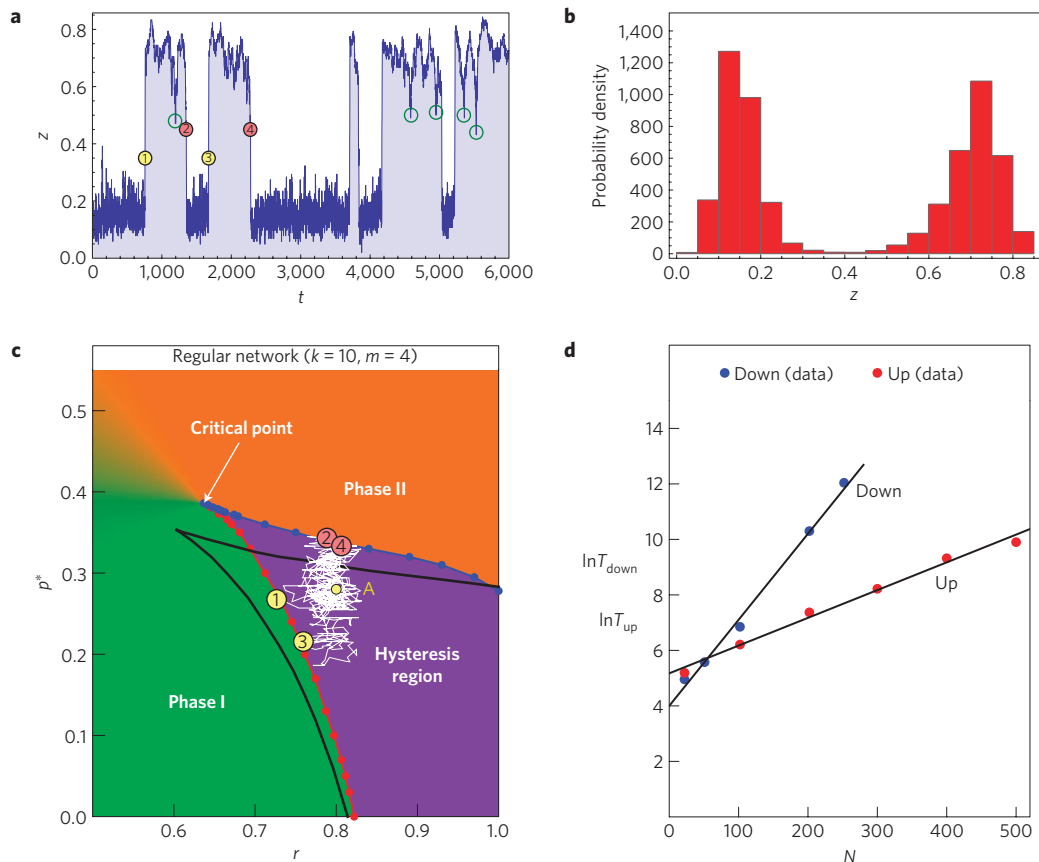 a
0.8
0.6
z
0.4
0.2
0.0
1
2
3
4
0
1,000
2,000
3,000
4,000
5,000
6,000
t
b
1,400
1,200
1,000
800
600
400
200
0
Probability density
0.0
0.2
0.4
0.6
0.8
z
c
Regular network (k = 10, m = 4)
0.5
0.4
0.3
0.2
0.1
0.0
p*
Critical point
Phase II
2
4
1
A
3
Hysteresis
region
Phase I
0.6
0.7
0.8
0.9
1.0
r
d
Down (data)
Up (data)
14
12
10
8
6
4
2
lnTdown
lnTup
Down
Up
0
100
200
300
400
500
N